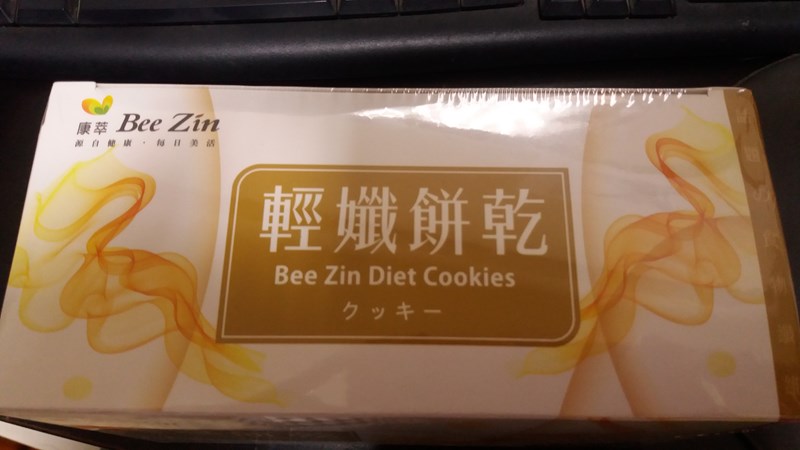 康萃 Bee Zin
源自健康・每日美活
輕孅餅乾
Bee Zin Diet Cookies
クッキー